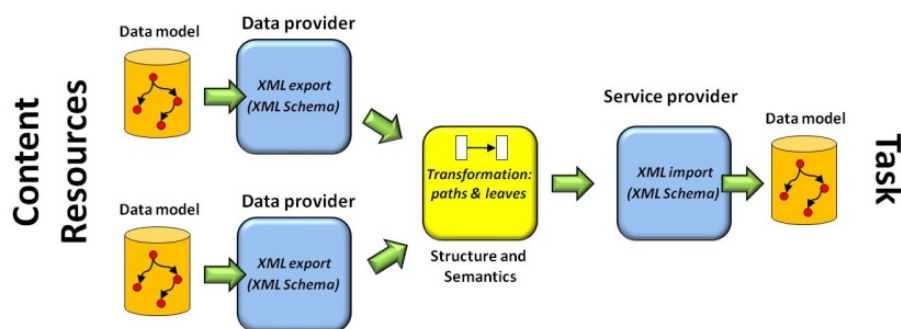 Content
Resources
Data model
Data provider
XML export
(XML Schema)
Data model
Data provider
XML export
(XML Schema)
Transformation:
paths & leaves
Structure and
Semantics
Service provider
XML import
(XML Schema)
Data model
Task